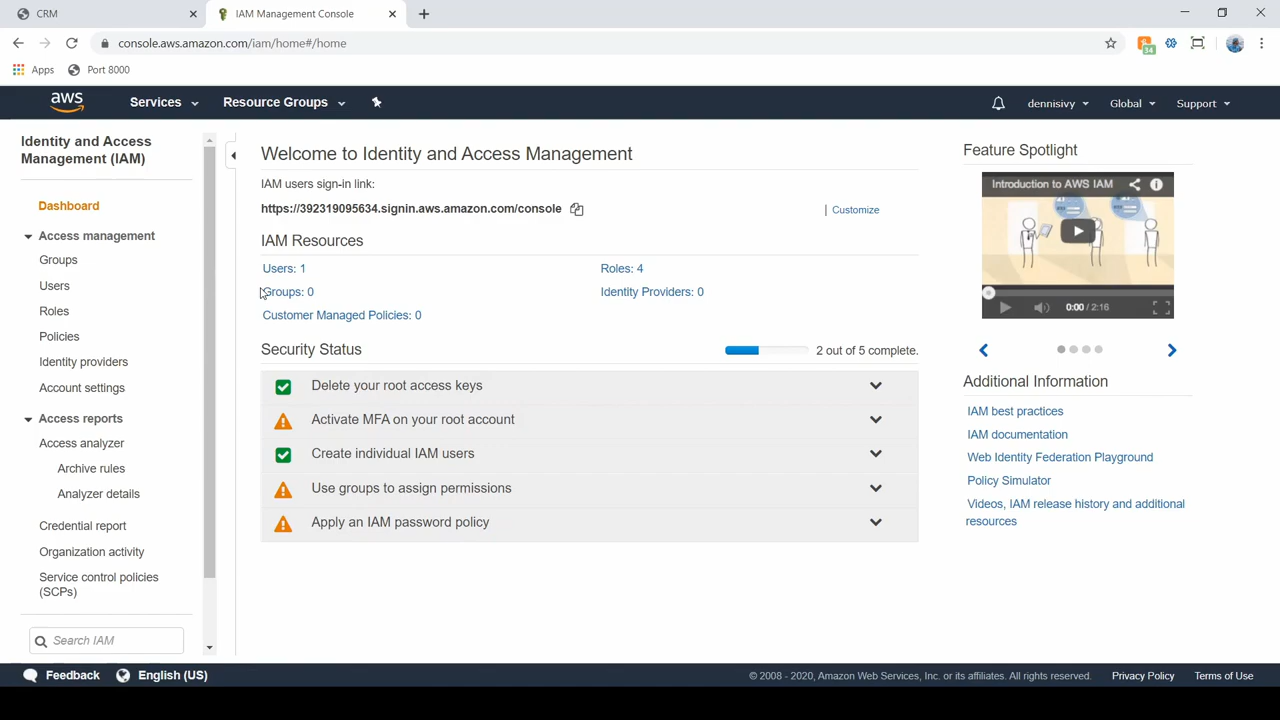 CRM
IAM Management Console
console.aws.amazon.com/iam/home#/home
34
Apps
Port 8000
aws
Services
Resource Groups
dennisivy
Global
Support
Identity and Access
Management (IAM)
Dashboard
Access management
Groups
Users
Roles
Policies
Identity providers
Account settings
Access reports
Access analyzer
Archive rules
Analyzer details
Credential report
Organization activity
Service control policies
(SCPs)
Search IAM
Welcome to Identity and Access Management
IAM users sign-in link:
https://392319095634.signin.aws.amazon.com/console
| Customize
IAM Resources
Users: 1
Roles: 4
Groups: 0
Identity Providers: 0
Customer Managed Policies: 0
Security Status
2 out of 5 complete.
Delete your root access keys
Activate MFA on your root account
Create individual IAM users
Use groups to assign permissions
Apply an IAM password policy
Feature Spotlight
Introduction to AWS IAM
0:00 / 2:16
Additional Information
IAM best practices
IAM documentation
Web Identity Federation Playground
Policy Simulator
Videos, IAM release history and additional
resources
Feedback
English (US)
© 2008 - 2020, Amazon Web Services, Inc. or its affiliates. All rights reserved.
Privacy Policy
Terms of Use